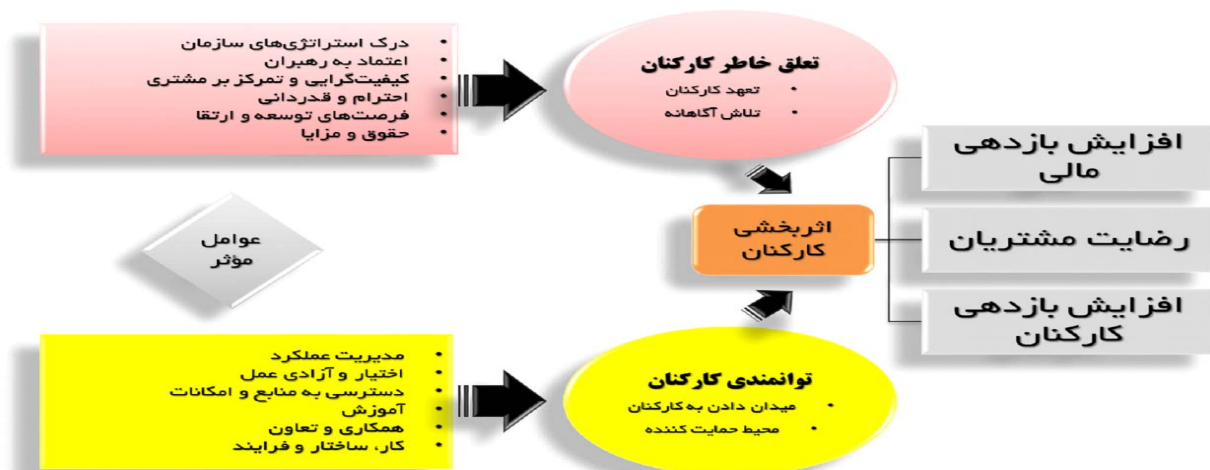 درک استراتژی‌های سازمان
اعتماد به رهبران
کیفیت‌گرایی و تمرکز بر مشتری
احترام و قدردانی
فرصت‌های توسعه و ارتقا
حقوق و مزایا
تعلق خاطر کارکنان
تعهد کارکنان
تلاش آگاهانه
عوامل
مؤثر
اثربخشی
کارکنان
افزایش بازدهی
مالی
رضایت مشتریان
افزایش بازدهی
کارکنان
مدیریت عملکرد
اختیار و آزادی عمل
دسترسی به منابع و امکانات
آموزش
همکاری و تعاون
کار، ساختار و فرایند
توانمندی کارکنان
میدان دادن به کارکنان
محیط حمایت کننده